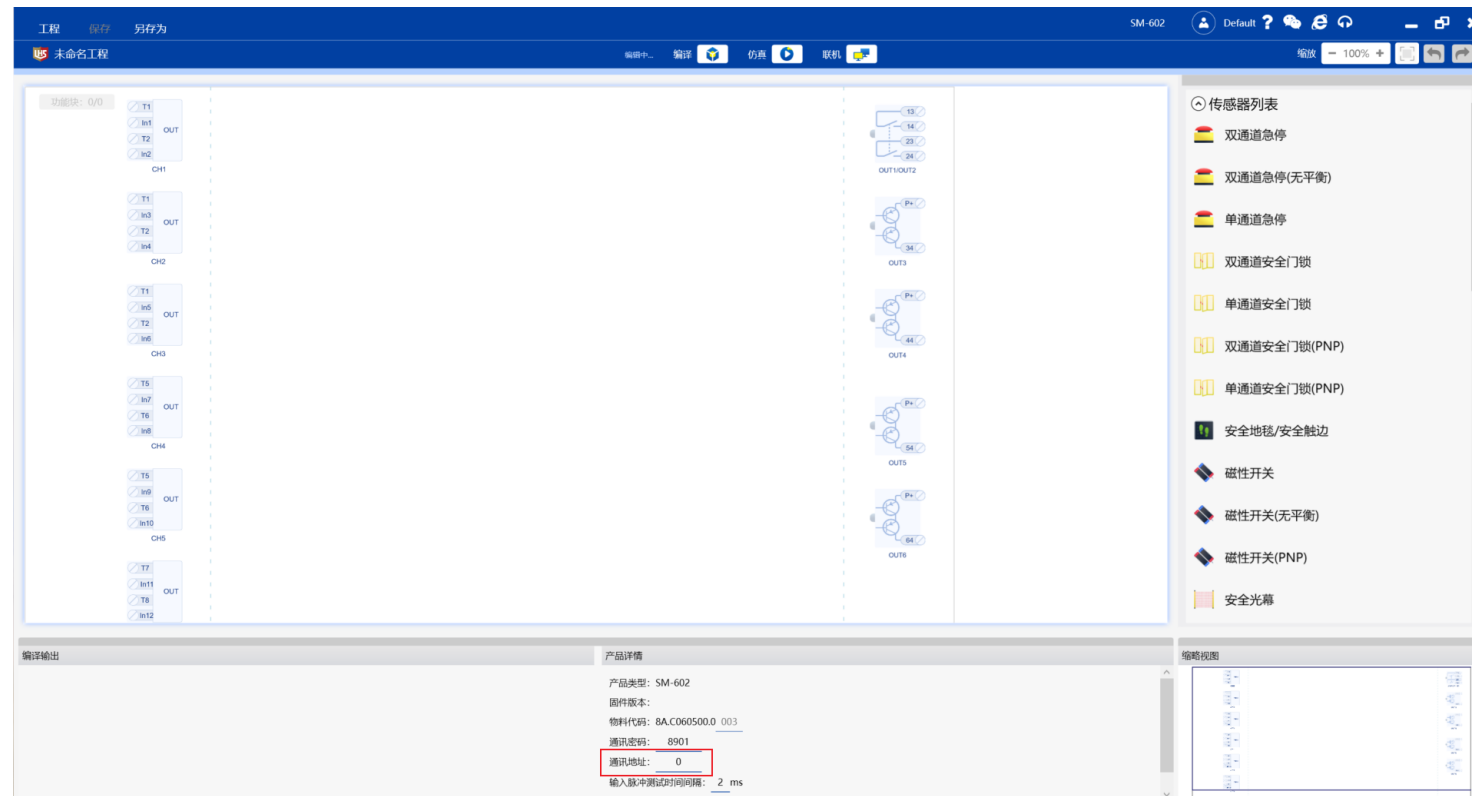 工程 保存 另存为 SM-602 Default ?
未命名工程 编辑中... 编译 仿真 联机 缩放 - 100% +
功能块: 0/0
T1
In1
OUT
T2
In2
CH1
T1
In3
OUT
T2
In4
CH2
T1
In5
OUT
T2
In6
CH3
T5
In7
OUT
T6
In8
CH4
T5
In9
OUT
T6
In10
CH5
T7
In11
OUT
T8
In12
13
14
23
24
OUT1/OUT2
P+
34
OUT3
P+
44
OUT4
P+
54
OUT5
P+
64
OUT6
传感器列表
双通道急停
双通道急停(无平衡)
单通道急停
双通道安全门锁
单通道安全门锁
双通道安全门锁(PNP)
单通道安全门锁(PNP)
安全地毯/安全触边
磁性开关
磁性开关(无平衡)
磁性开关(PNP)
安全光幕
编译输出
产品详情
产品类型: SM-602
固件版本:
物料代码: 8A.C060500.0 003
通讯密码: 8901
通讯地址: 0
输入脉冲测试时间间隔: 2 ms
缩略视图